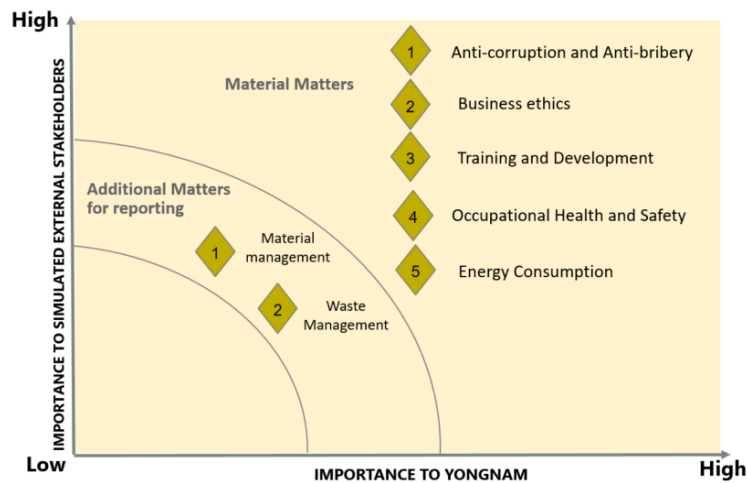 High
IMPORTANCE TO SIMULATED EXTERNAL STAKEHOLDERS
Material Matters
1 Anti-corruption and Anti-bribery
2 Business ethics
3 Training and Development
4 Occupational Health and Safety
5 Energy Consumption
Additional Matters
for reporting
1 Material
management
2 Waste
Management
Low
IMPORTANCE TO YONGNAM
High